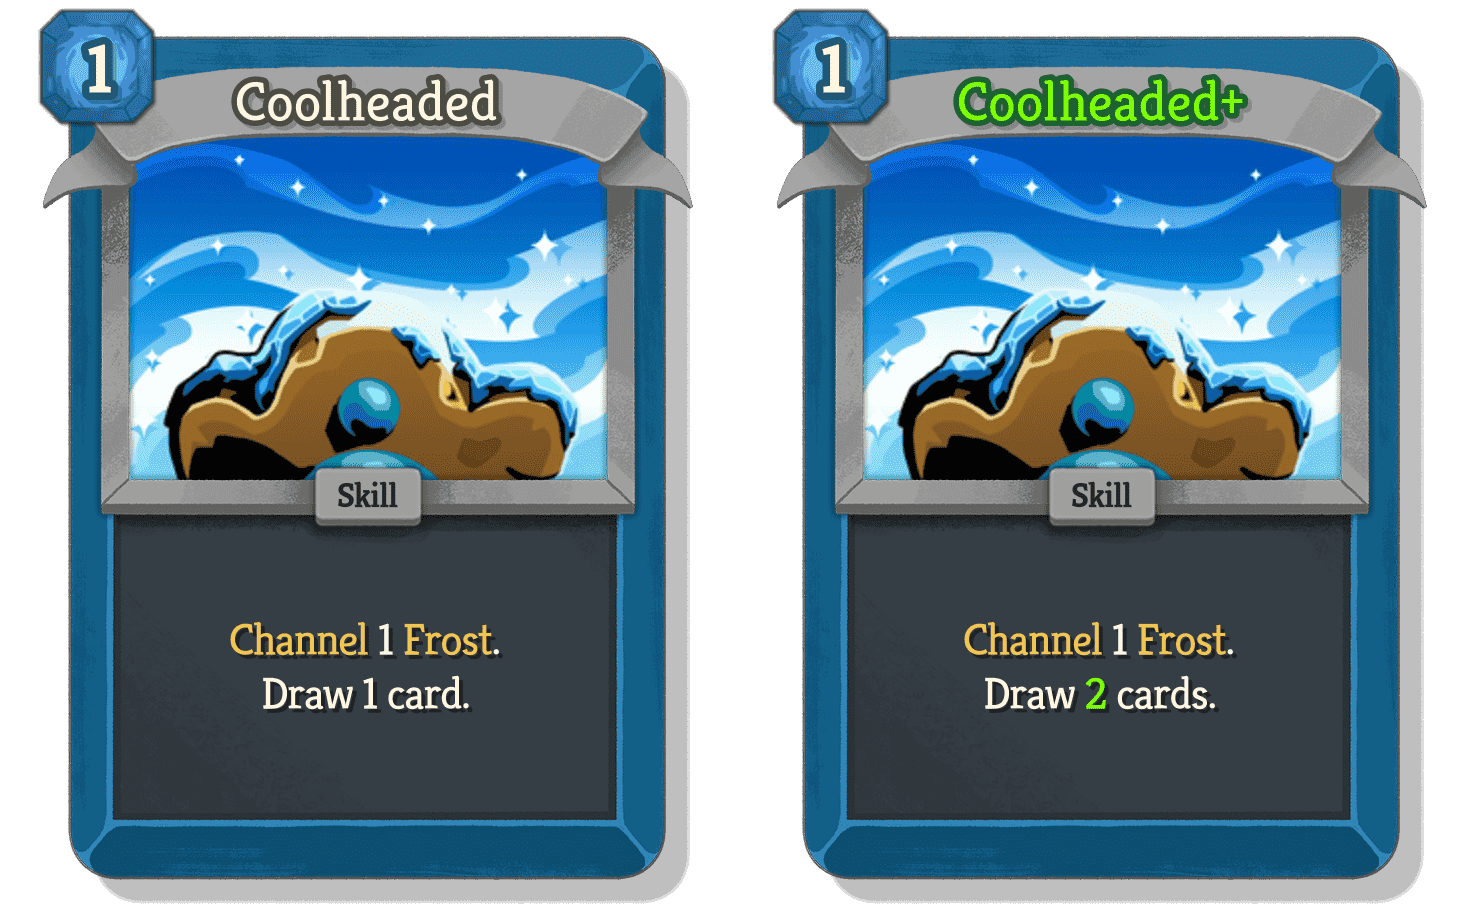 1
Coolheaded
Skill
Channel 1 Frost.
Draw 1 card.
1
Coolheaded+
Skill
Channel 1 Frost.
Draw 2 cards.